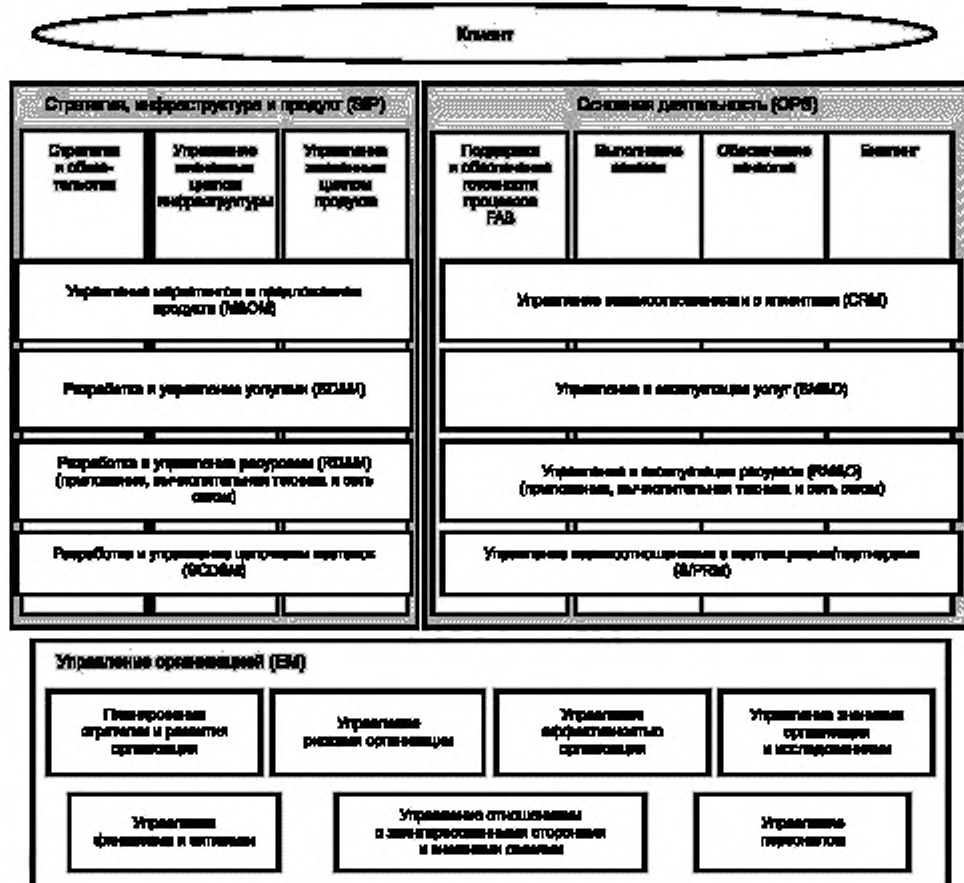 Клиент
Стратегия, инфраструктура и продукт (SIP)
Основная деятельность (OPS)
Стратегия
и обяза-
тельства
Управление
жизненным
циклом
инфраструктуры
Управление
жизненным
циклом
продукта
Поддержка
и обеспечение
готовности
процессов
FAB
Выполнение
заказов
Обеспечение
качества
Биллинг
Управление маркетингом и предложением
продукта (M&OM)
Управление взаимоотношениями с клиентами (CRM)
Разработка и управление услугами (SD&M)
Управление и эксплуатация услуг (SM&O)
Разработка и управление ресурсами (RD&M)
(приложения, вычислительная техника и сеть
связи)
Управление и эксплуатация ресурсов (RM&O)
(приложения, вычислительная техника и сеть связи)
Разработка и управление цепочками поставок
(SCD&M)
Управление взаимоотношениями с поставщиками/партнерами
(S/PRM)
Управление организацией (EM)
Планирование
стратегии и развития
организации
Управление
рисками организации
Управление
эффективностью
организации
Управление знаниями
организации
и исследованиями
Управление
финансами и активами
Управление отношениями
с заинтересованными сторонами
и внешними связями
Управление
персоналом